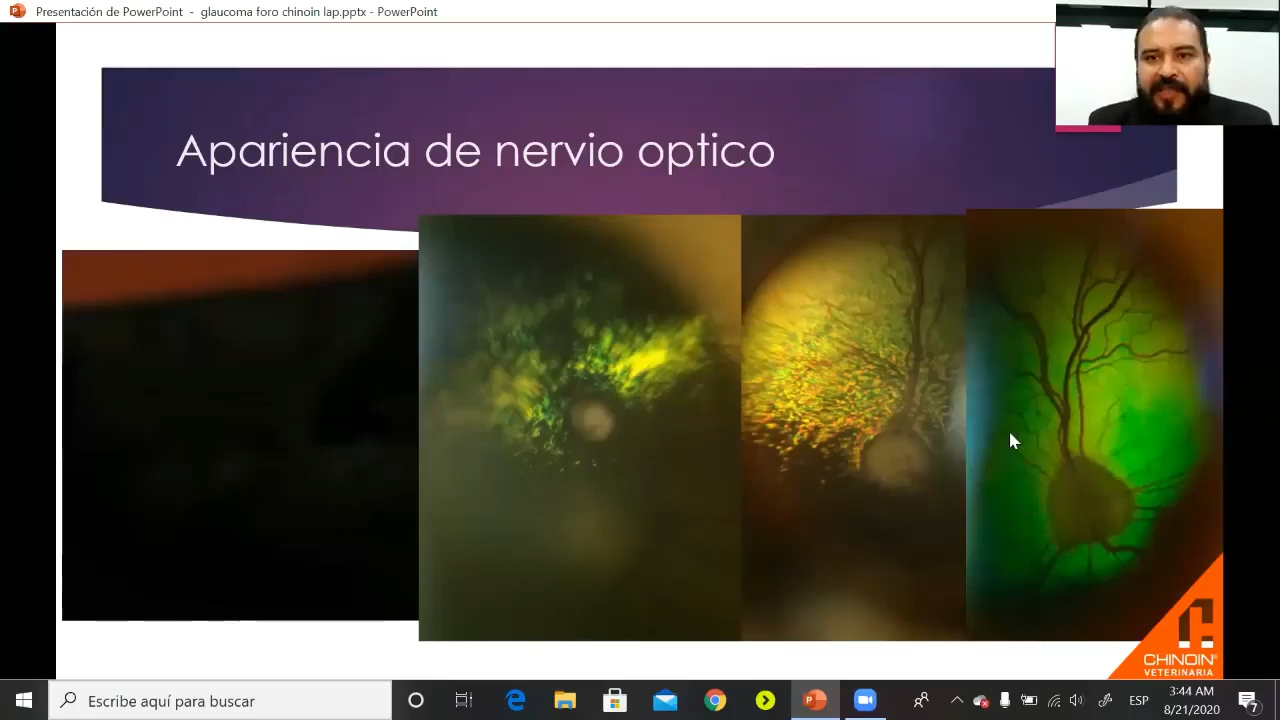 Presentación de PowerPoint - glaucoma foro chinoin lap.pptx - PowerPoint
Apariencia de nervio optico
CHINOIN
VETERINARIA
Escribe aquí para buscar
ESP
3:44 AM
8/21/2020
7